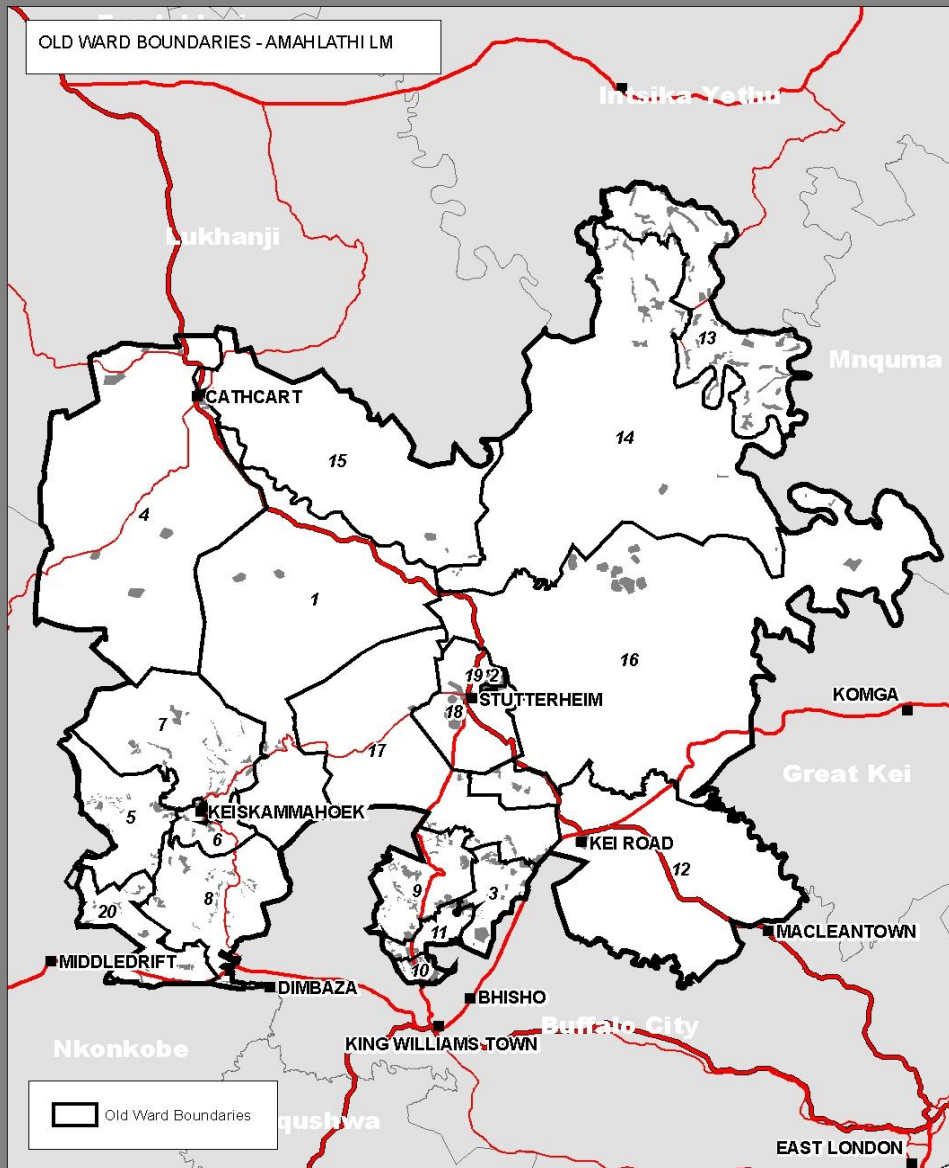 OLD WARD BOUNDARIES - AMAHLATHI LM
Intsika Yethu
Lukhanji
13
Mnquma
CATHCART
14
15
4
1
16
19
2
STUTTERHEIM
KOMGA
18
7
17
Great Kei
5
KEISKAMMAHOEK
6
KEI ROAD
12
9
3
8
20
11
MACLEANTOWN
MIDDLEDRIFT
10
DIMBAZA
BHISHO
Buffalo City
KING WILLIAMS TOWN
Nkonkobe
Old Ward Boundaries
qushwa
EAST LONDON